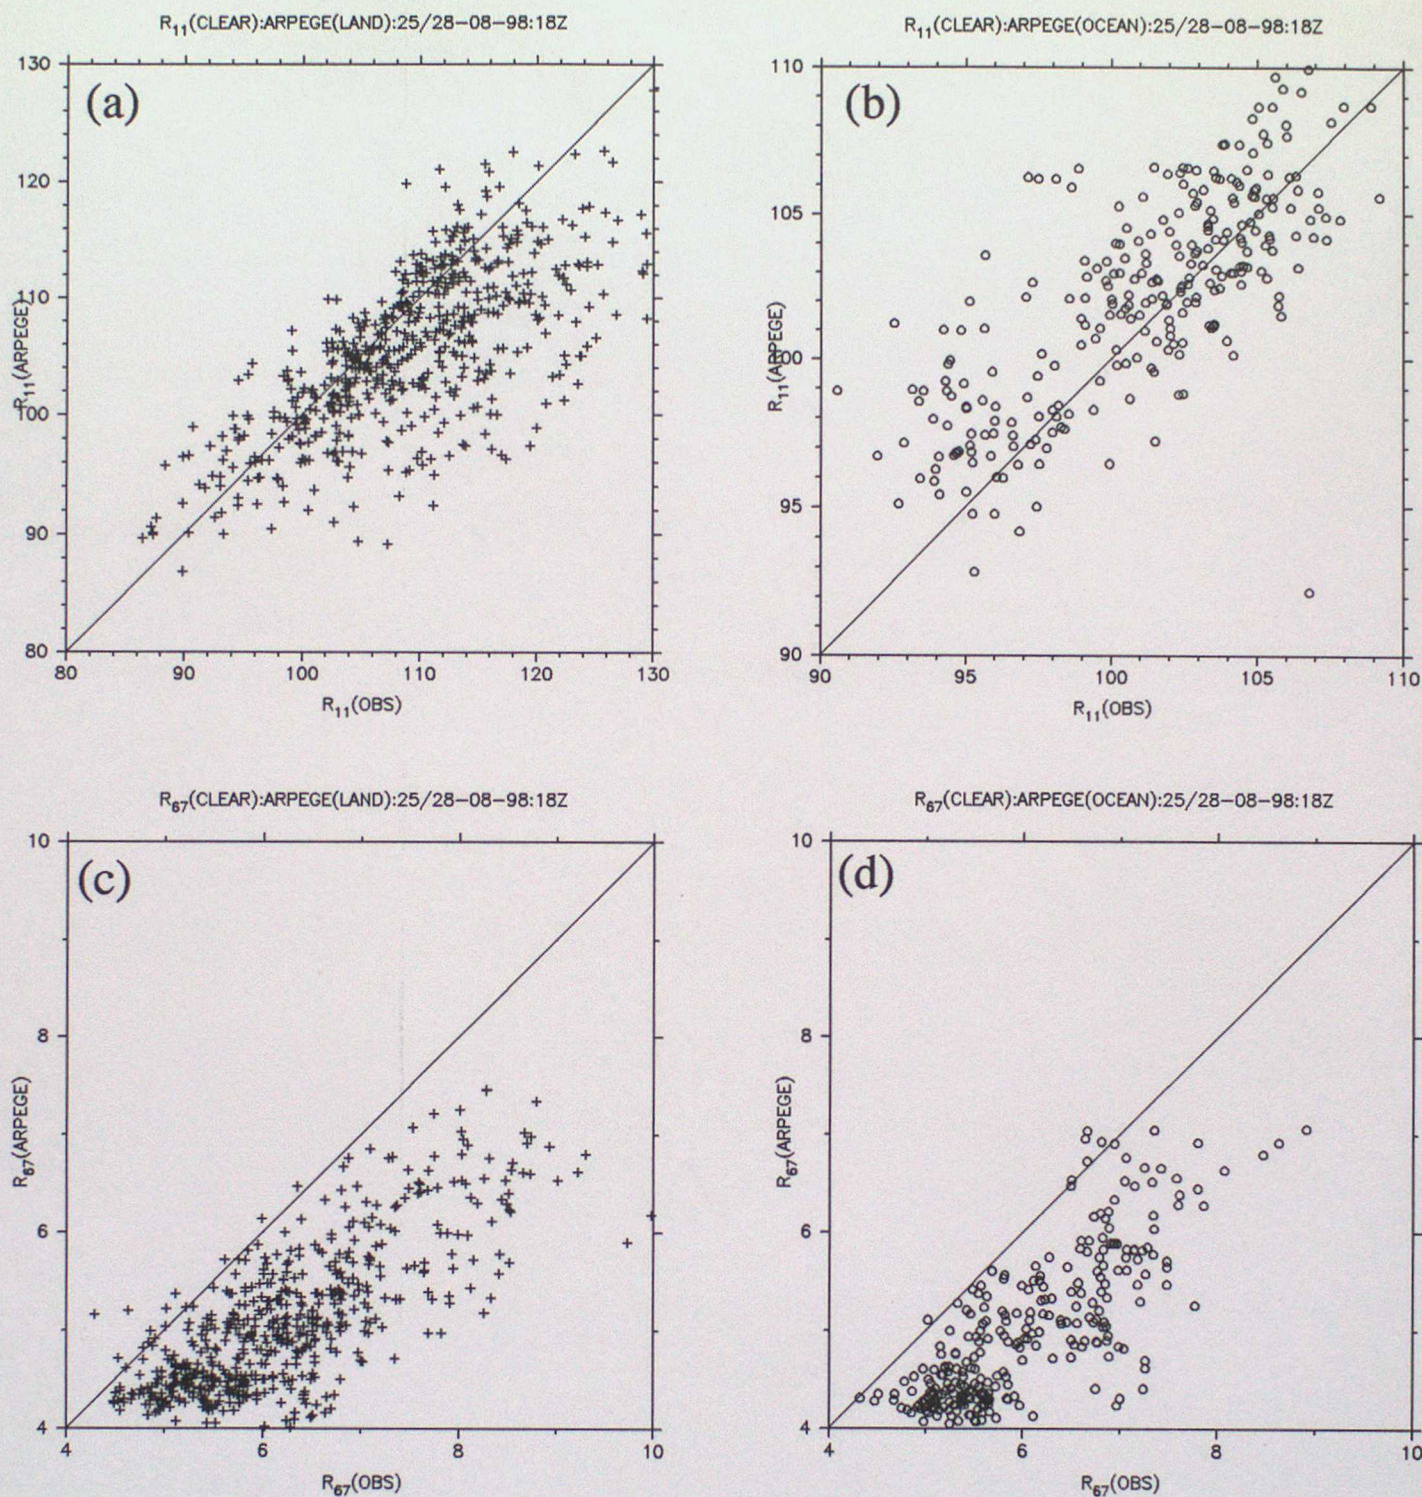 R11(CLEAR):ARPEGE(LAND):25/28-08-98:18Z
(a)
130
120
110
100
90
80
R11(ARPEGE)
80 90 100 110 120 130
R11(OBS)
R11(CLEAR):ARPEGE(OCEAN):25/28-08-98:18Z
(b)
110
105
100
95
90
R11(ARPEGE)
90 95 100 105 110
R11(OBS)
R67(CLEAR):ARPEGE(LAND):25/28-08-98:18Z
(c)
10
8
6
4
R67(ARPEGE)
4 6 8 10
R67(OBS)
R67(CLEAR):ARPEGE(OCEAN):25/28-08-98:18Z
(d)
10
8
6
4
R67(ARPEGE)
4 6 8 10
R67(OBS)